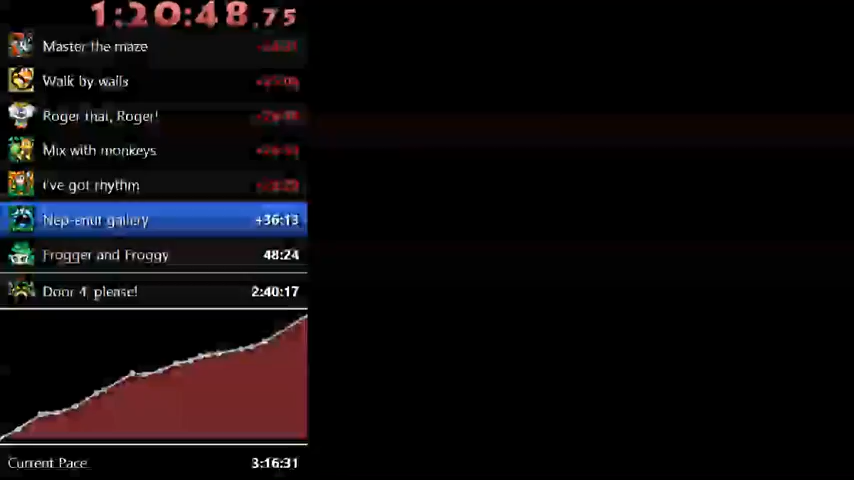 1:20:48.75
Master the maze
Walk by walls
Roger that, Roger!
Mix with monkeys
I've got rhythm
Nep-enut gallery +36:13
Frogger and Froggy 48:24
Door 4, please! 2:40:17
Current Pace 3:16:31